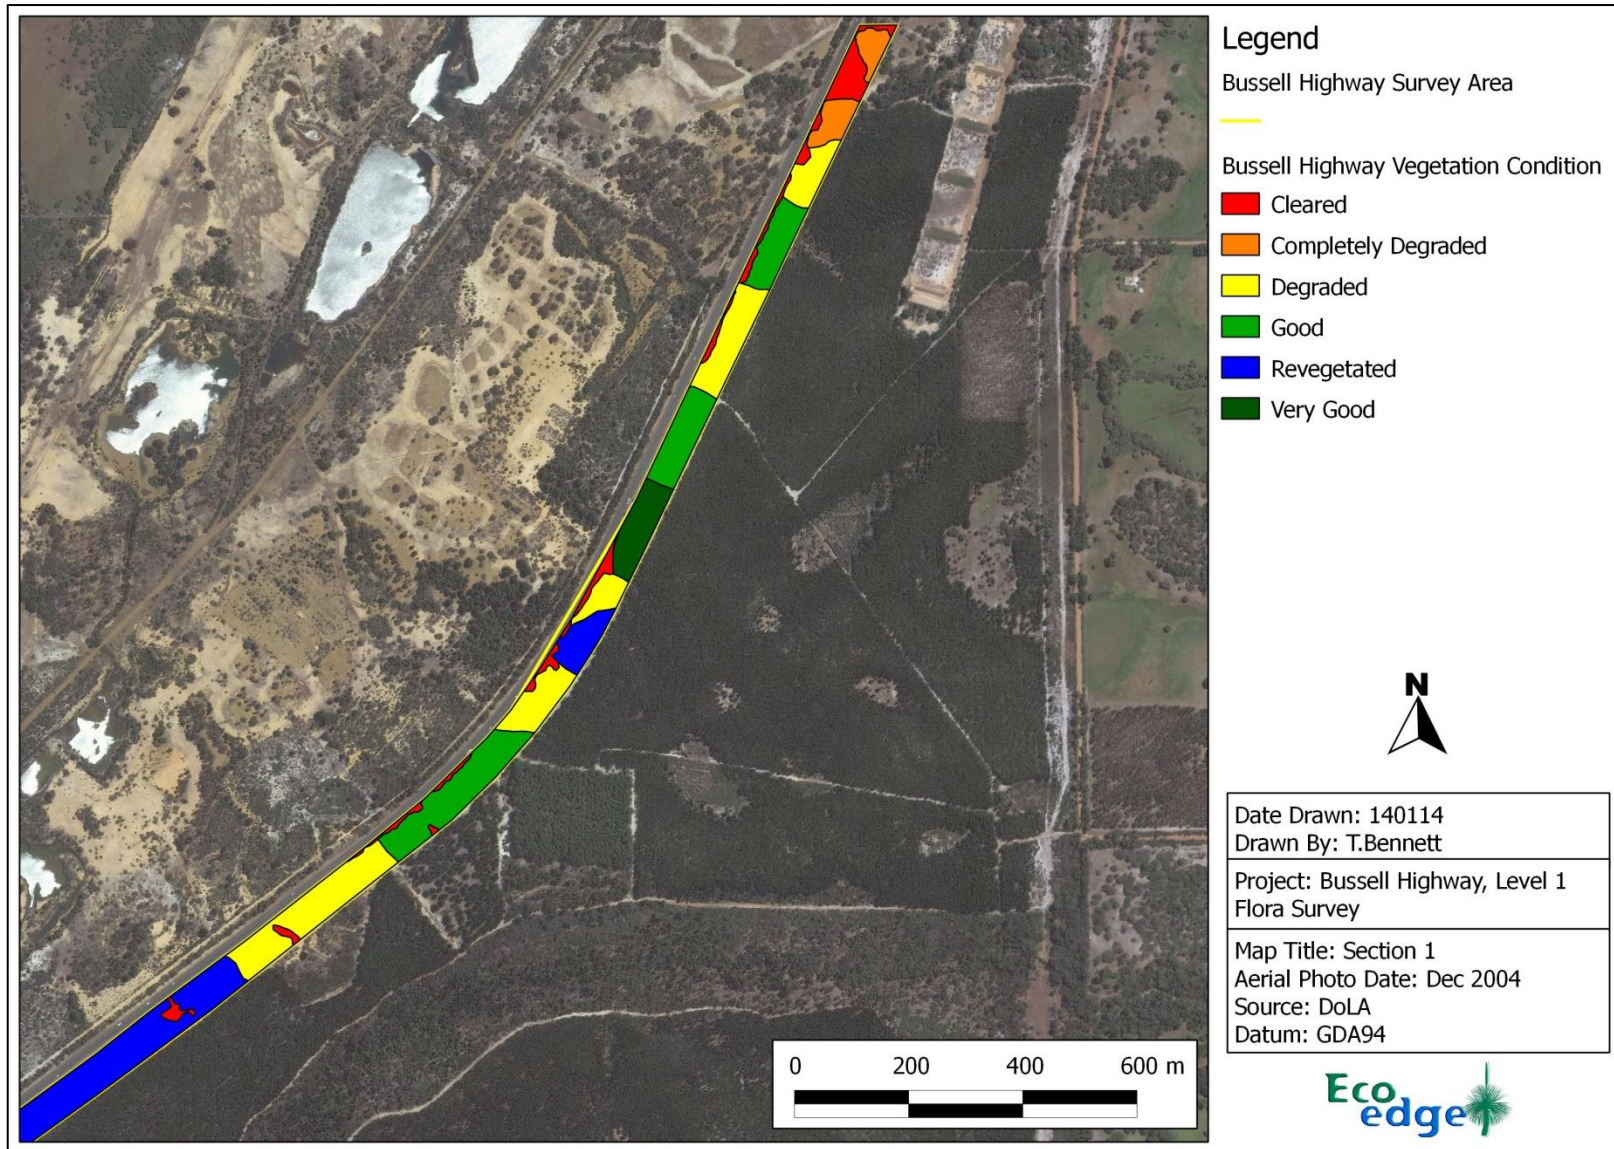 Legend
Bussell Highway Survey Area
Bussell Highway Vegetation Condition
Cleared
Completely Degraded
Degraded
Good
Revegetated
Very Good
N
Date Drawn: 140114
Drawn By: T.Bennett
Project: Bussell Highway, Level 1
Flora Survey
Map Title: Section 1
Aerial Photo Date: Dec 2004
Source: DoLA
Datum: GDA94
0 200 400 600 m
Eco
edge